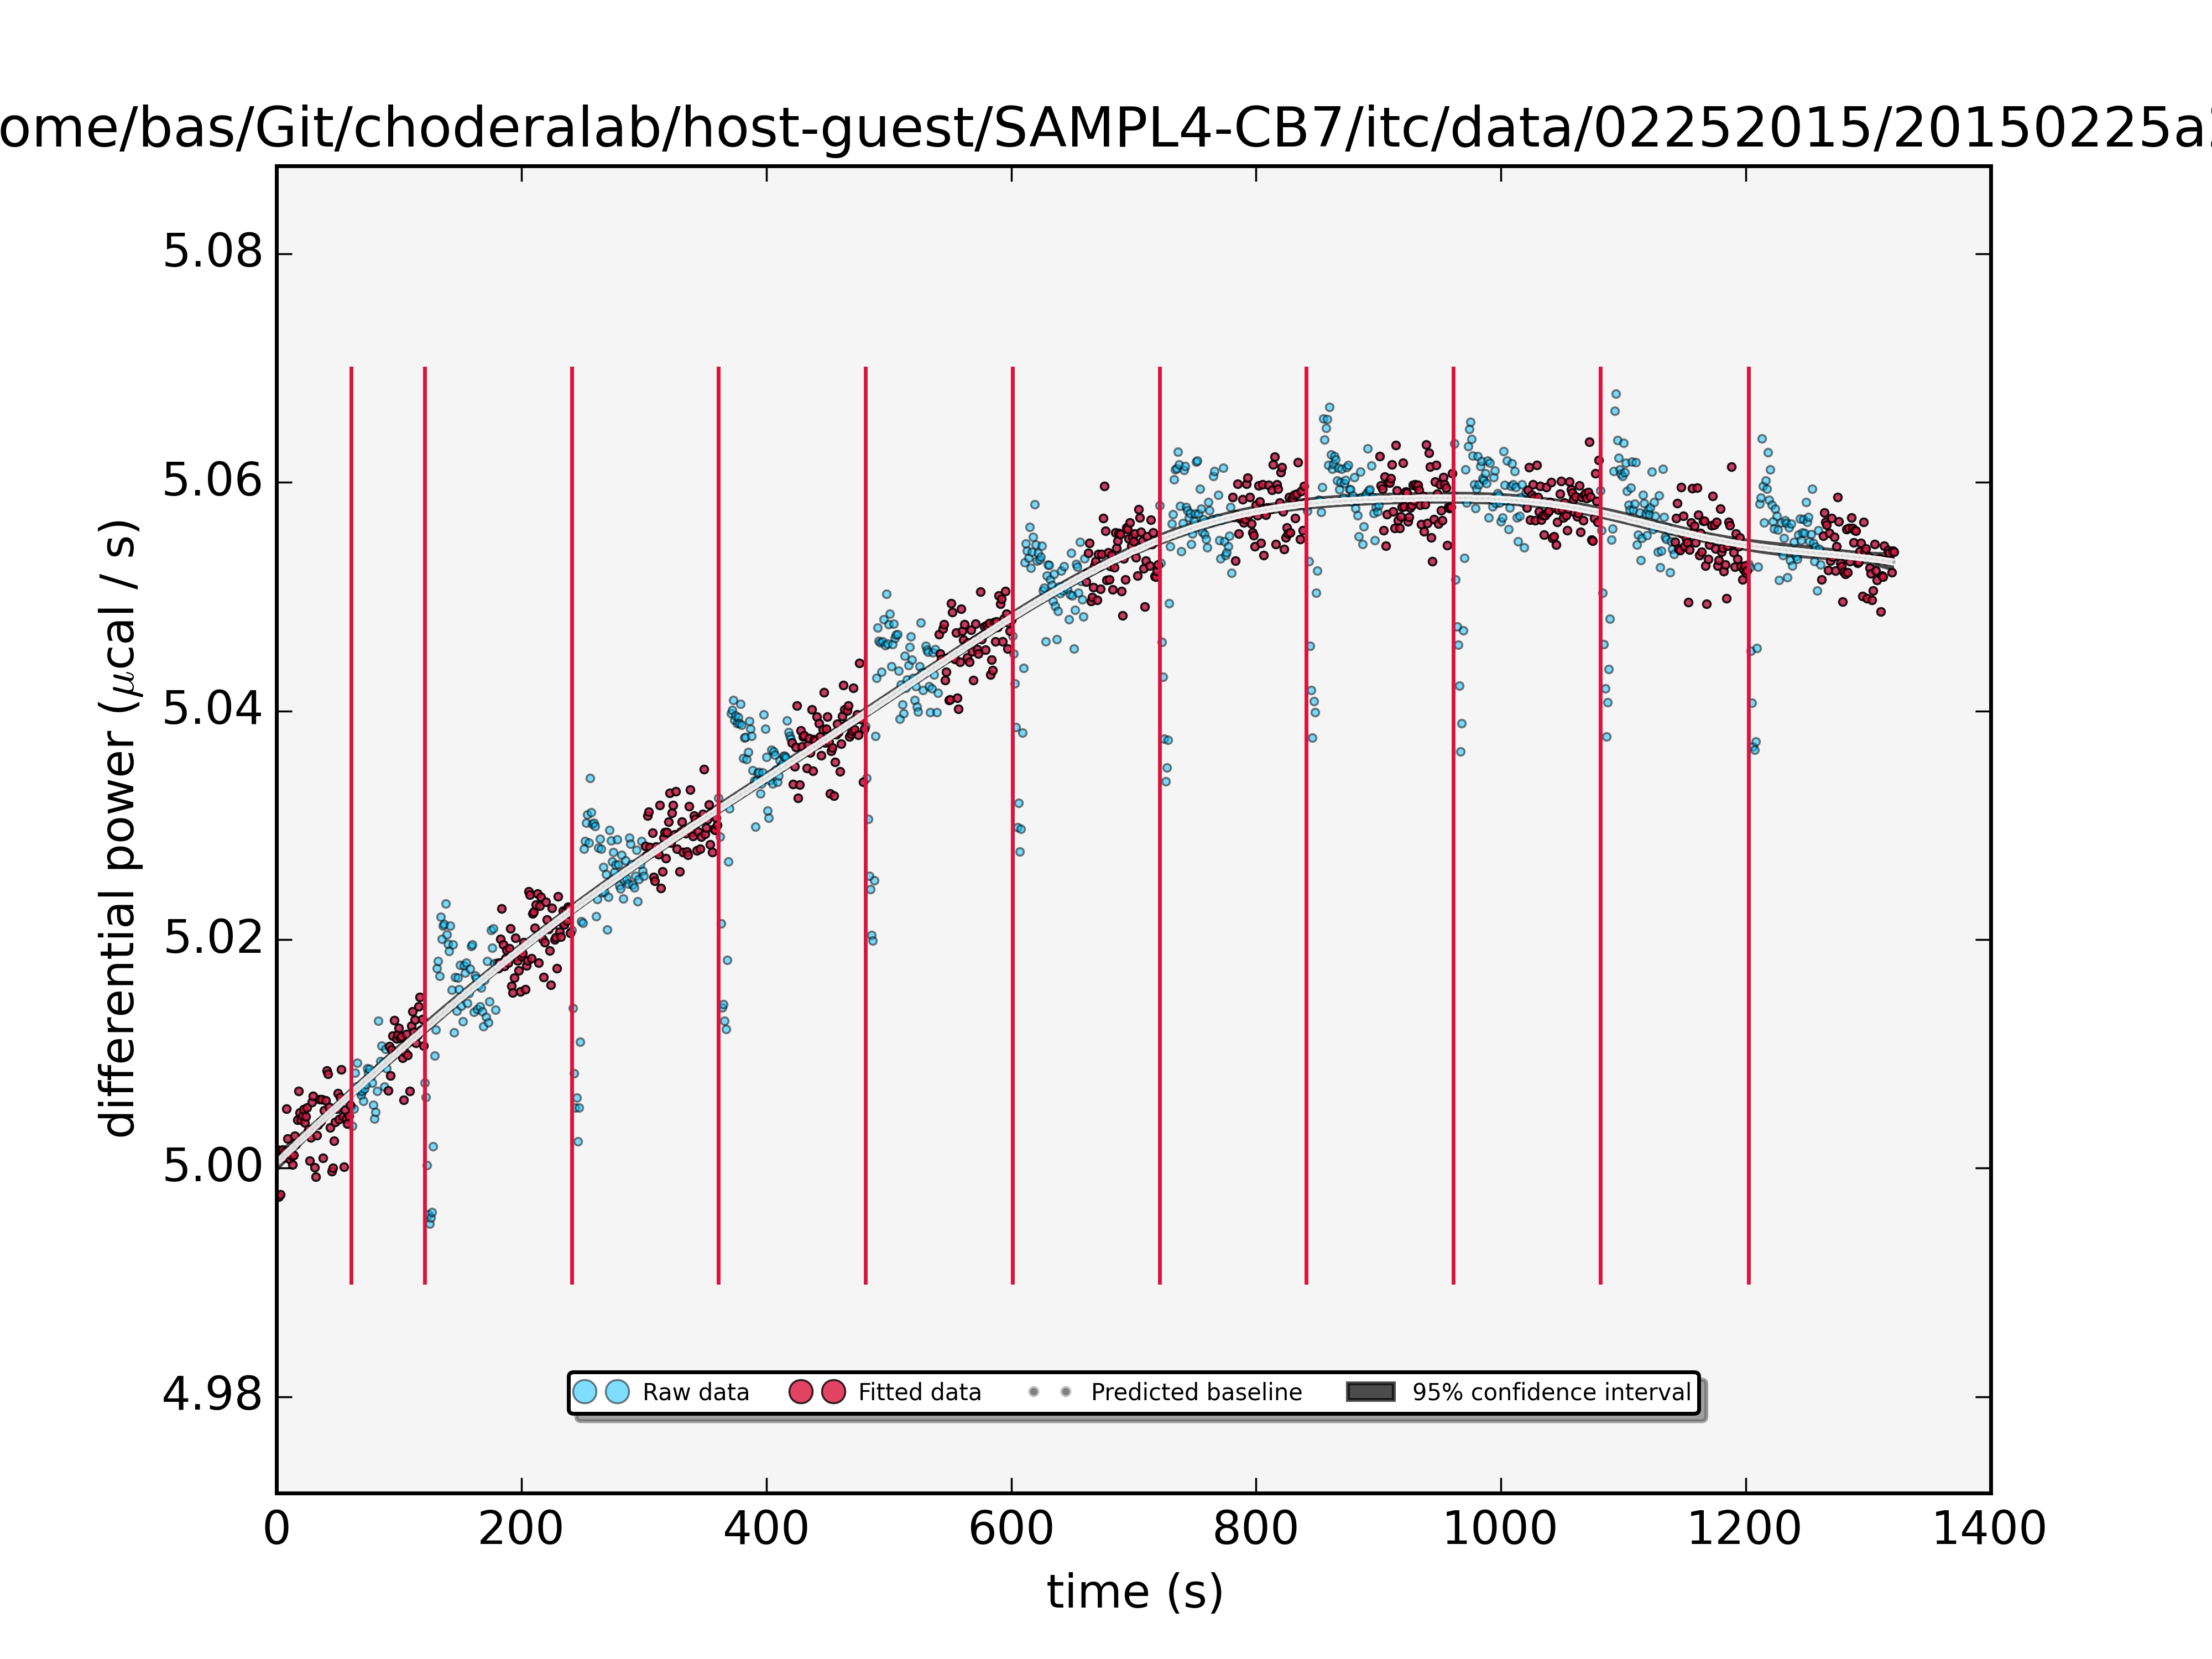 ome/bas/Git/choderalab/host-guest/SAMPL4-CB7/itc/data/02252015/20150225a
5.08
5.06
5.04
5.02
5.00
4.98
differential power (μcal / s)
0 200 400 600 800 1000 1200 1400
time (s)
Raw data Fitted data Predicted baseline 95% confidence interval